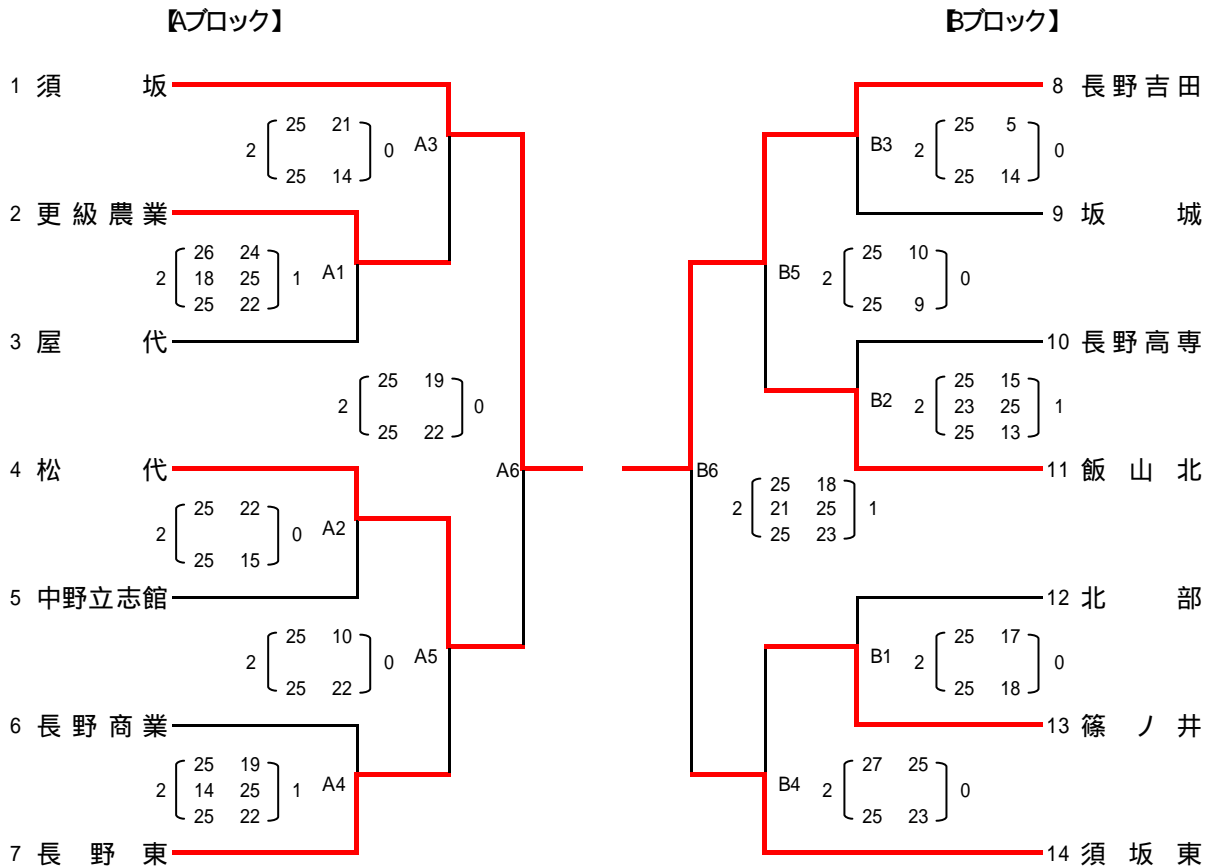 【Aブロック】
【Bブロック】
1 須坂
25 21
2 0 A3
25 14
2 更級農業
26 24
2 18 25 1 A1
25 22
3 屋代
25 19
2 0
25 22
A6
4 松代
25 22
2 0 A2
25 15
5 中野立志館
25 10
2 0 A5
25 22
6 長野商業
25 19
2 14 25 1 A4
25 22
7 長野東
8 長野吉田
25 5
B3 2 0
25 14
9 坂城
25 10
B5 2 0
25 9
10 長野高専
25 15
B2 2 23 25 1
25 13
11 飯山北
B6
25 18
2 21 25 1
25 23
12 北部
25 17
B1 2 0
25 18
13 篠ノ井
27 25
B4 2 0
25 23
14 須坂東